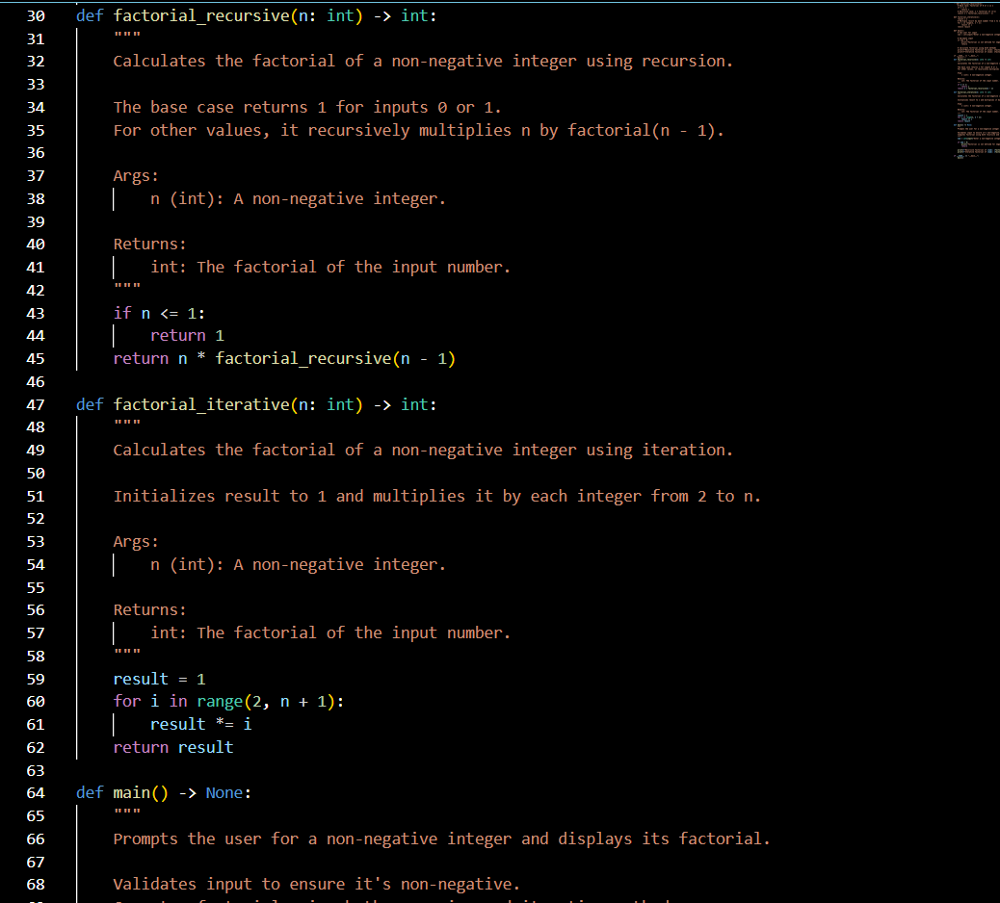 30 def factorial_recursive(n: int) -> int:
31 """
32 Calculates the factorial of a non-negative integer using recursion.
33
34 The base case returns 1 for inputs 0 or 1.
35 For other values, it recursively multiplies n by factorial(n - 1).
36
37 Args:
38 n (int): A non-negative integer.
39
40 Returns:
41 int: The factorial of the input number.
42 """
43 if n <= 1:
44 return 1
45 return n * factorial_recursive(n - 1)
46
47 def factorial_iterative(n: int) -> int:
48 """
49 Calculates the factorial of a non-negative integer using iteration.
50
51 Initializes result to 1 and multiplies it by each integer from 2 to n.
52
53 Args:
54 n (int): A non-negative integer.
55
56 Returns:
57 int: The factorial of the input number.
58 """
59 result = 1
60 for i in range(2, n + 1):
61 result *= i
62 return result
63
64 def main() -> None:
65 """
66 Prompts the user for a non-negative integer and displays its factorial.
67
68 Validates input to ensure it's non-negative.